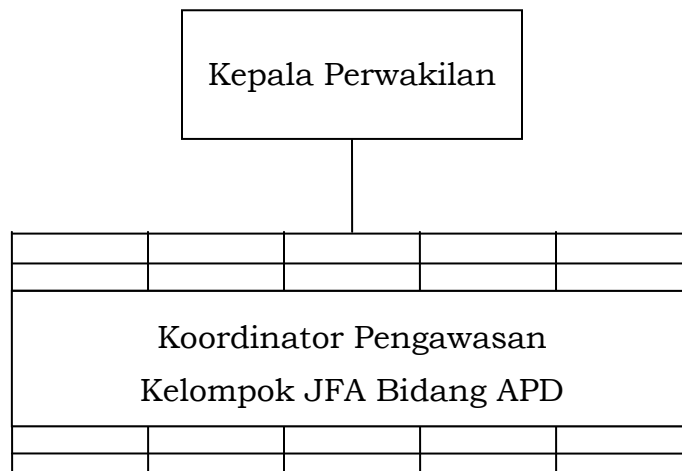 Kepala Perwakilan
Koordinator Pengawasan
Kelompok JFA Bidang APD